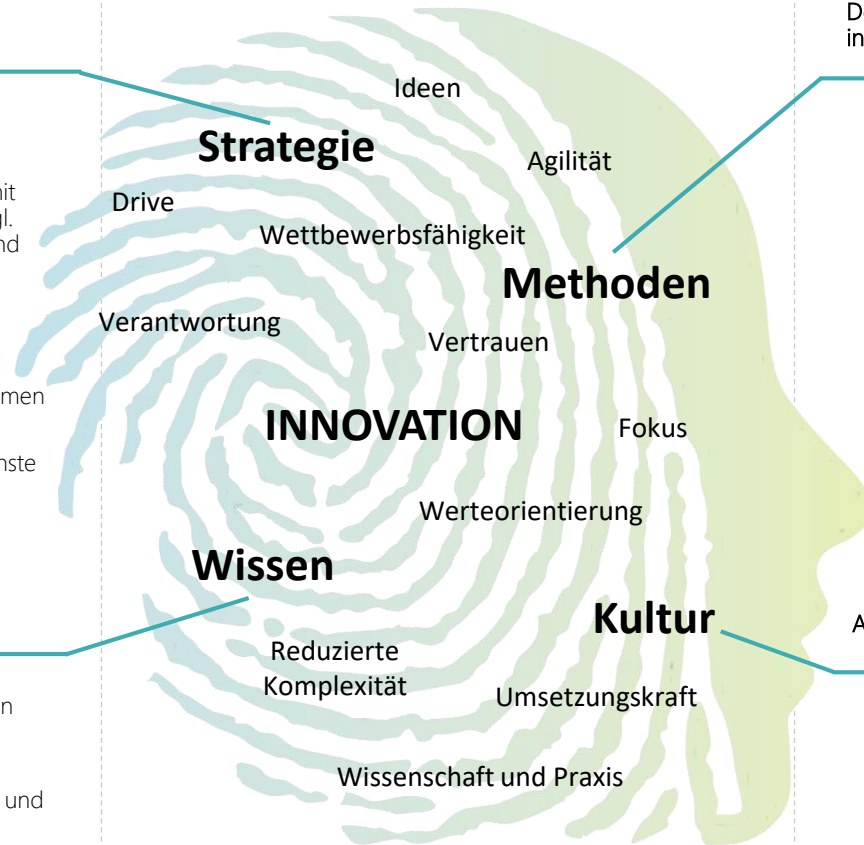 Ideen
Strategie
Agilität
Drive
Wettbewerbsfähigkeit
Methoden
Verantwortung
Vertrauen
INNOVATION
Fokus
Werteorientierung
Wissen
Kultur
Reduzierte
Komplexität
Umsetzungskraft
Wissenschaft und Praxis
und